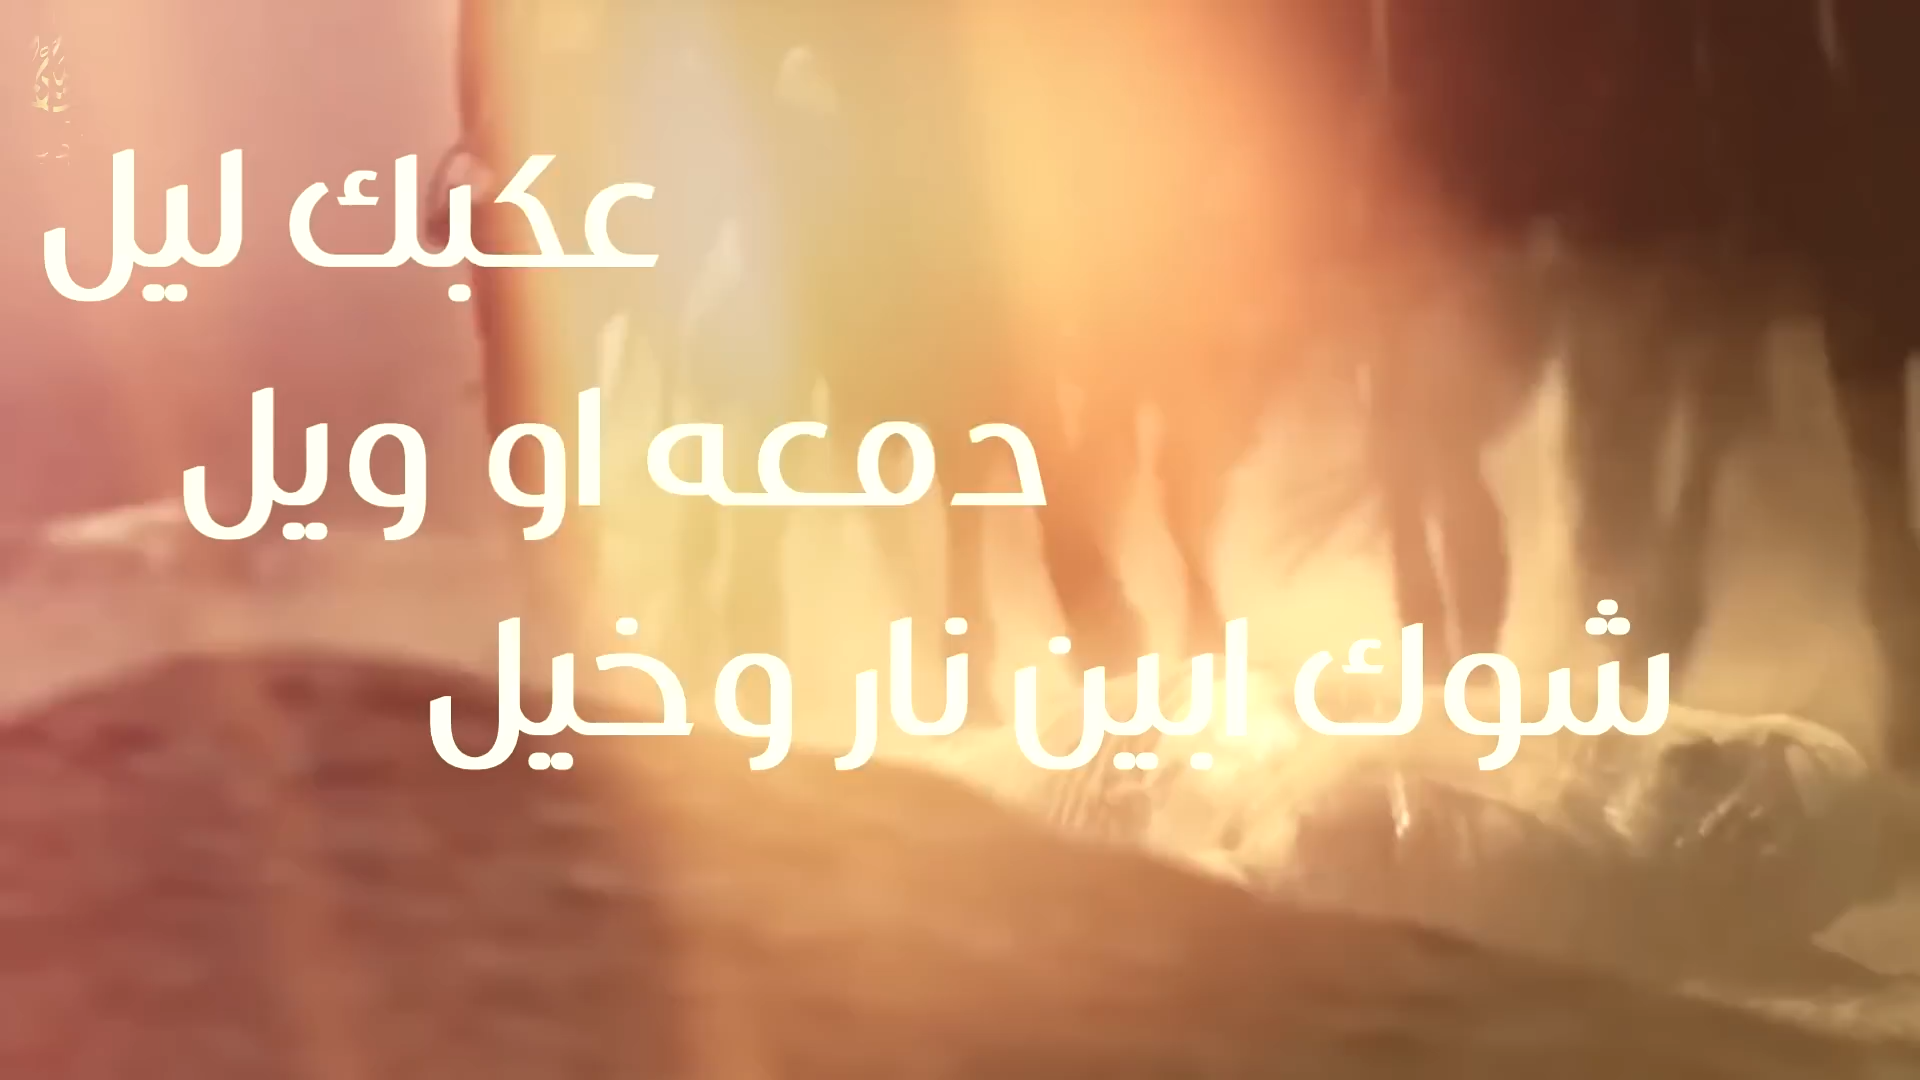 عكبك ليل
دمعه او ويل
شوك ابين نار وخيل